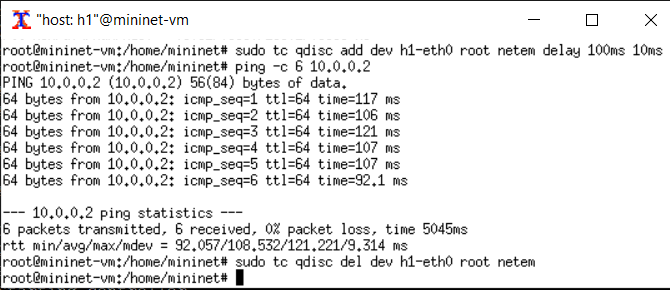 "host: h1"@mininet-vm
root@mininet-vm:/home/mininet# sudo tc qdisc add dev h1-eth0 root netem delay 100ms 10ms
root@mininet-vm:/home/mininet# ping -c 6 10.0.0.2
PING 10.0.0.2 (10.0.0.2) 56(84) bytes of data.
64 bytes from 10.0.0.2: icmp_seq=1 ttl=64 time=117 ms
64 bytes from 10.0.0.2: icmp_seq=2 ttl=64 time=106 ms
64 bytes from 10.0.0.2: icmp_seq=3 ttl=64 time=121 ms
64 bytes from 10.0.0.2: icmp_seq=4 ttl=64 time=107 ms
64 bytes from 10.0.0.2: icmp_seq=5 ttl=64 time=107 ms
64 bytes from 10.0.0.2: icmp_seq=6 ttl=64 time=92.1 ms
--- 10.0.0.2 ping statistics ---
6 packets transmitted, 6 received, 0% packet loss, time 5045ms
rtt min/avg/max/mdev = 92.057/108.532/121.221/9.314 ms
root@mininet-vm:/home/mininet# sudo tc qdisc del dev h1-eth0 root netem
root@mininet-vm:/home/mininet#